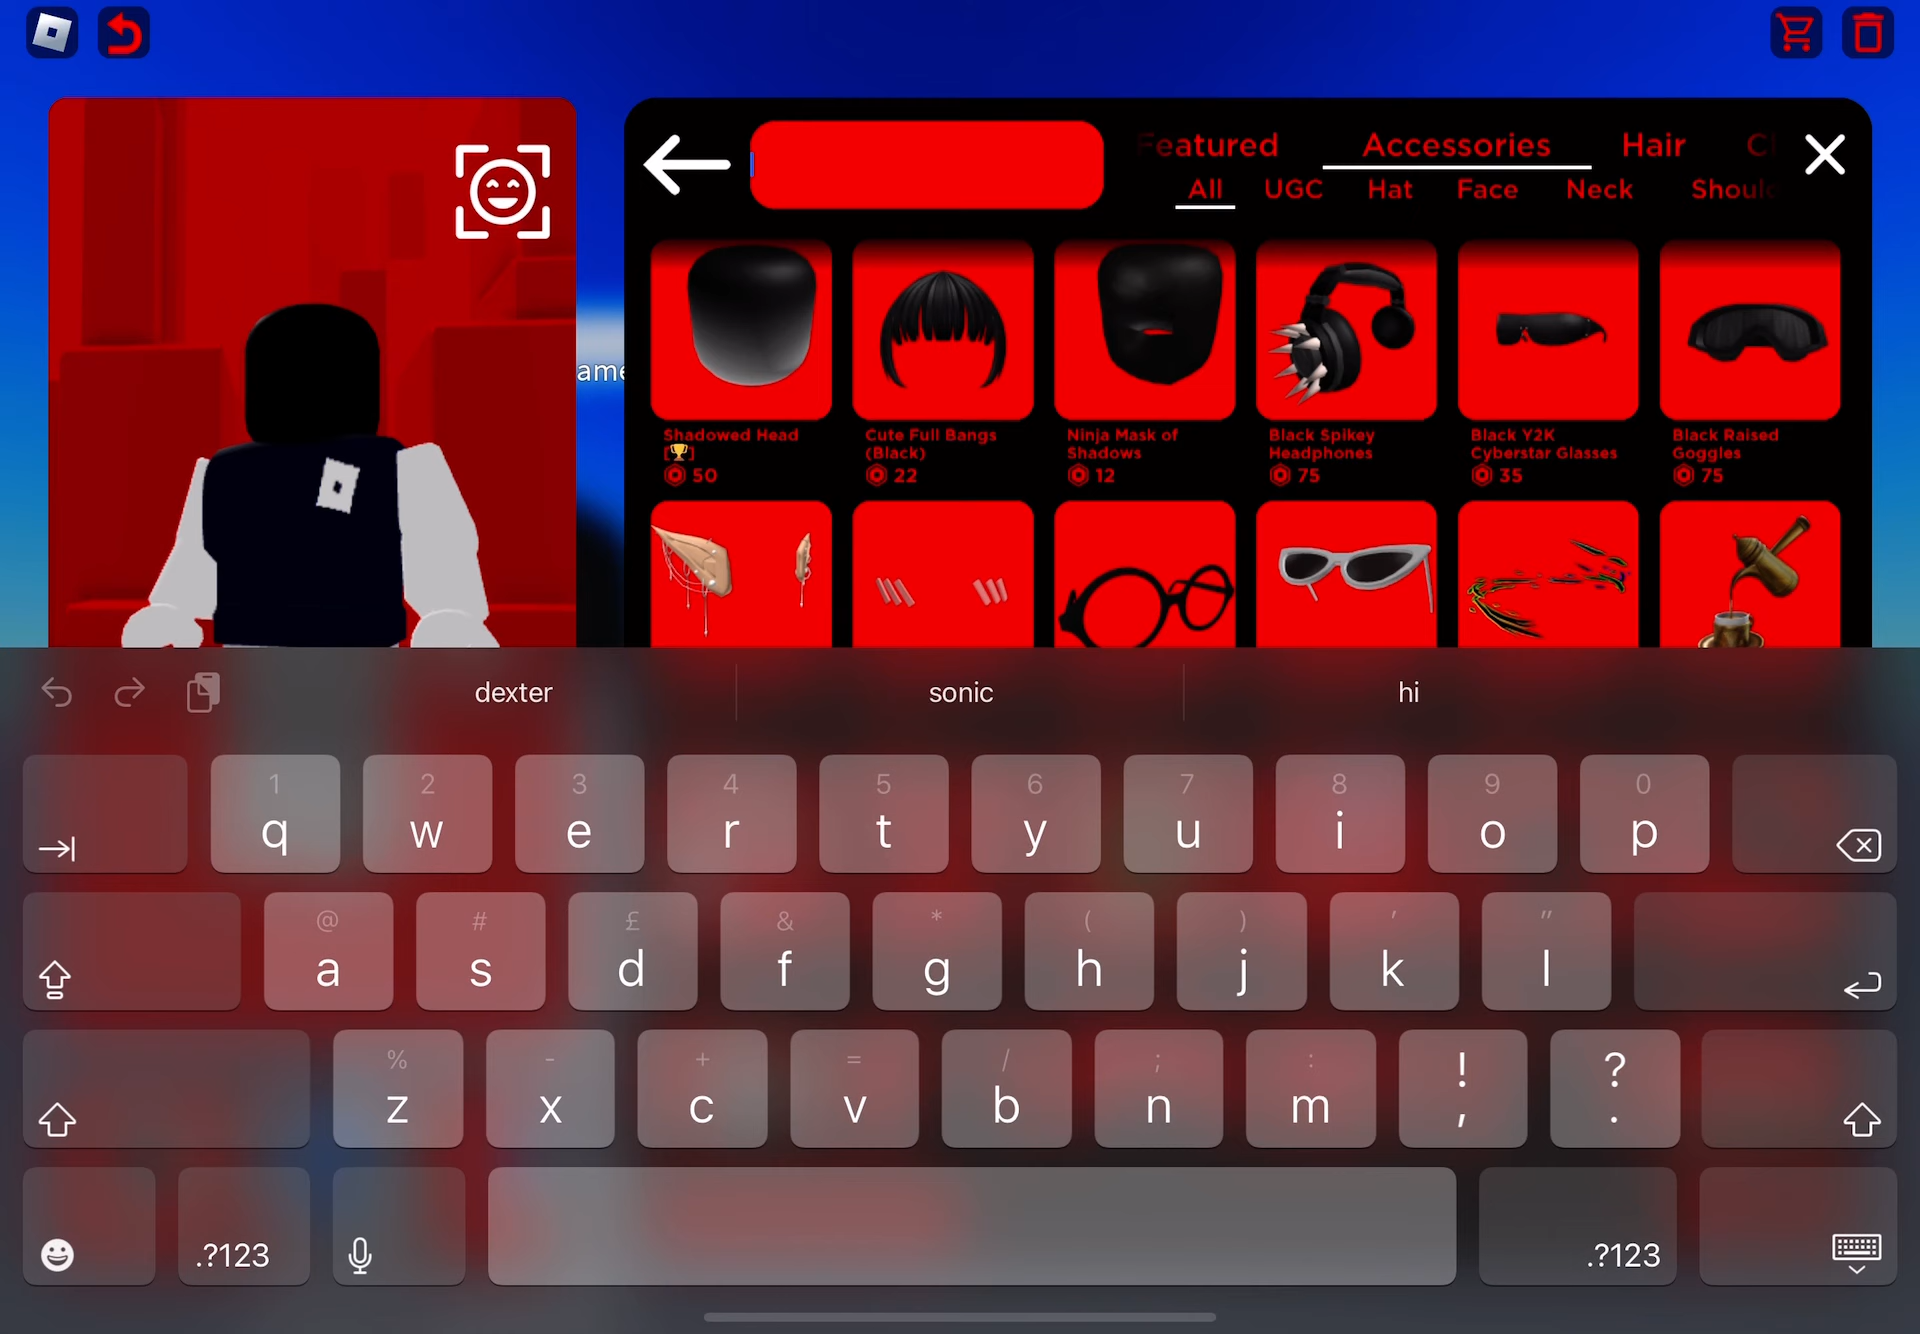 Featured Accessories Hair
All UGC Hat Face Neck
Shadowed Head
[🏆]
50
Cute Full Bangs
(Black)
22
Ninja Mask of
Shadows
12
Black Spikey
Headphones
75
Black Y2K
Cyberstar Glasses
35
Black Raised
Goggles
75
ame
dexter sonic hi
1 2 3 4 5 6 7 8 9 0
q w e r t y u i o p
@ # £ & * ( ) ' "
a s d f g h j k l
% - + = / ; : ! ?
z x c v b n m , .
.?123 .?123